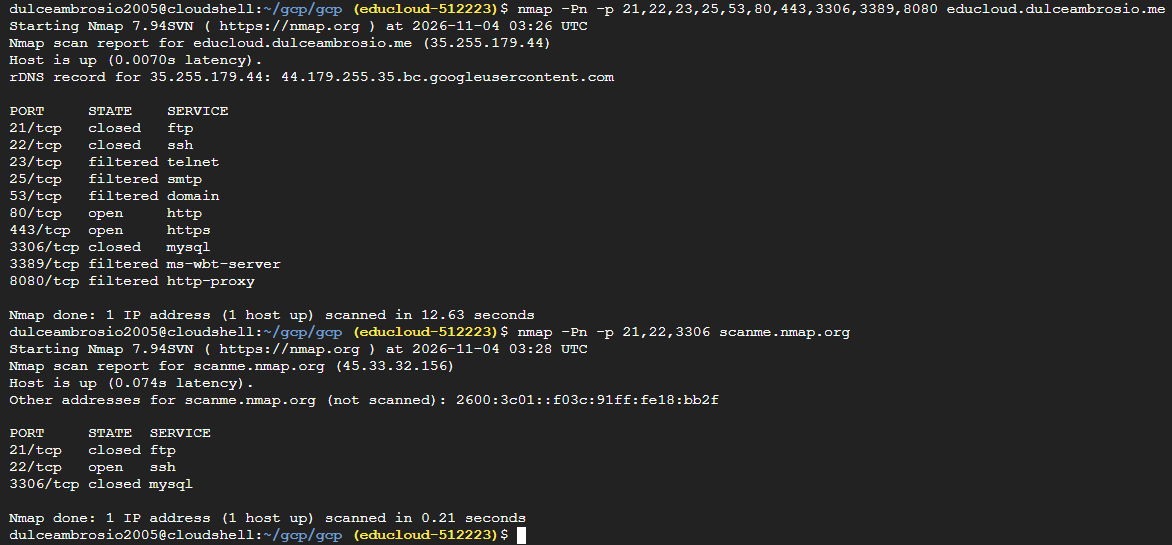 dulceambrosio2005@cloudshell:~/gcp/gcp (educloud-512223)$ nmap -Pn -p 21,22,23,25,53,80,443,3306,3389,8080 educloud.dulceambrosio.me
Starting Nmap 7.94SVN ( https://nmap.org ) at 2026-11-04 03:26 UTC
Nmap scan report for educloud.dulceambrosio.me (35.255.179.44)
Host is up (0.0070s latency).
rDNS record for 35.255.179.44: 44.179.255.35.bc.googleusercontent.com

PORT     STATE    SERVICE
21/tcp   closed   ftp
22/tcp   closed   ssh
23/tcp   filtered telnet
25/tcp   filtered smtp
53/tcp   filtered domain
80/tcp   open     http
443/tcp  open     https
3306/tcp closed   mysql
3389/tcp filtered ms-wbt-server
8080/tcp filtered http-proxy

Nmap done: 1 IP address (1 host up) scanned in 12.63 seconds
dulceambrosio2005@cloudshell:~/gcp/gcp (educloud-512223)$ nmap -Pn -p 21,22,3306 scanme.nmap.org
Starting Nmap 7.94SVN ( https://nmap.org ) at 2026-11-04 03:28 UTC
Nmap scan report for scanme.nmap.org (45.33.32.156)
Host is up (0.074s latency).
Other addresses for scanme.nmap.org (not scanned): 2600:3c01::f03c:91ff:fe18:bb2f

PORT     STATE  SERVICE
21/tcp   closed ftp
22/tcp   open   ssh
3306/tcp closed mysql

Nmap done: 1 IP address (1 host up) scanned in 0.21 seconds
dulceambrosio2005@cloudshell:~/gcp/gcp (educloud-512223)$